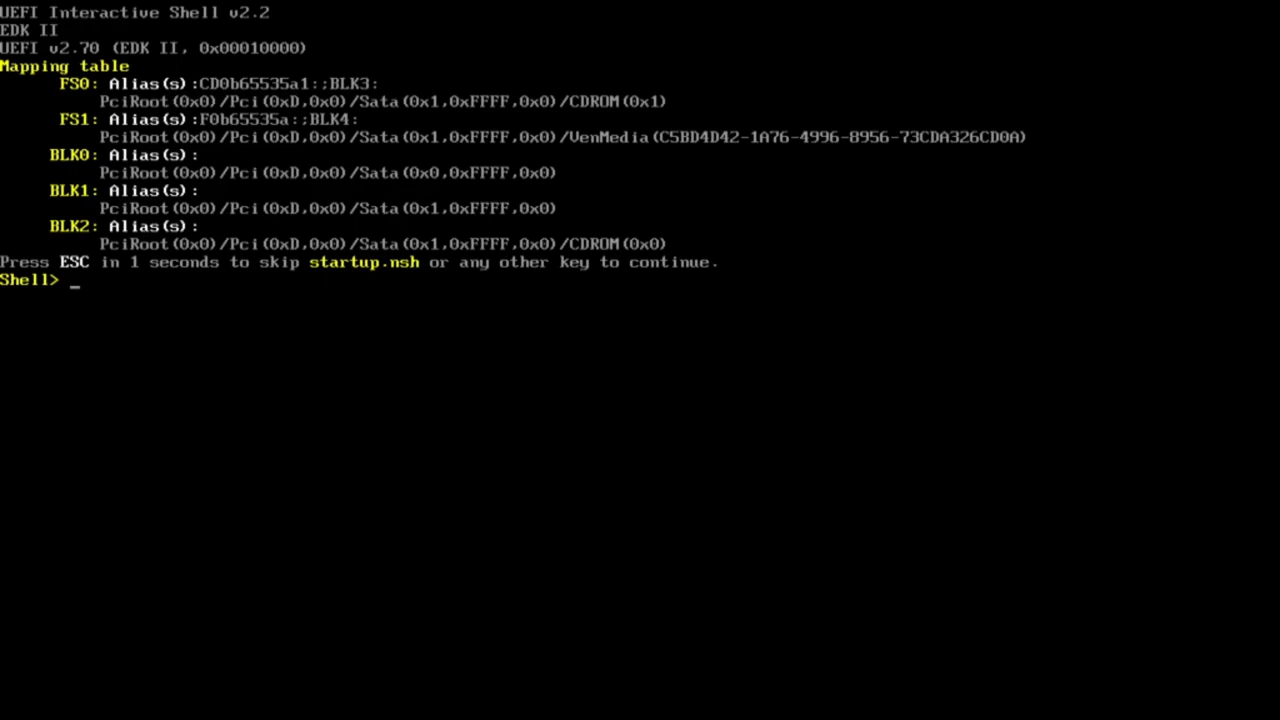 UEFI Interactive Shell v2.2
EDK II
UEFI v2.70 (EDK II, 0x00010000)
Mapping table
FS0: Alias(s):CD0b65535a1:;BLK3:
PciRoot(0x0)/Pci(0xD,0x0)/Sata(0x1,0xFFFF,0x0)/CDROM(0x1)
FS1: Alias(s):F0b65535a:;BLK4:
PciRoot(0x0)/Pci(0xD,0x0)/Sata(0x1,0xFFFF,0x0)/VenMedia(C5BD4D42-1A76-4996-8956-73CDA326CD0A)
BLK0: Alias(s):
PciRoot(0x0)/Pci(0xD,0x0)/Sata(0x0,0xFFFF,0x0)
BLK1: Alias(s):
PciRoot(0x0)/Pci(0xD,0x0)/Sata(0x1,0xFFFF,0x0)
BLK2: Alias(s):
PciRoot(0x0)/Pci(0xD,0x0)/Sata(0x1,0xFFFF,0x0)/CDROM(0x0)
Press ESC in 1 seconds to skip startup.nsh or any other key to continue.
Shell> _